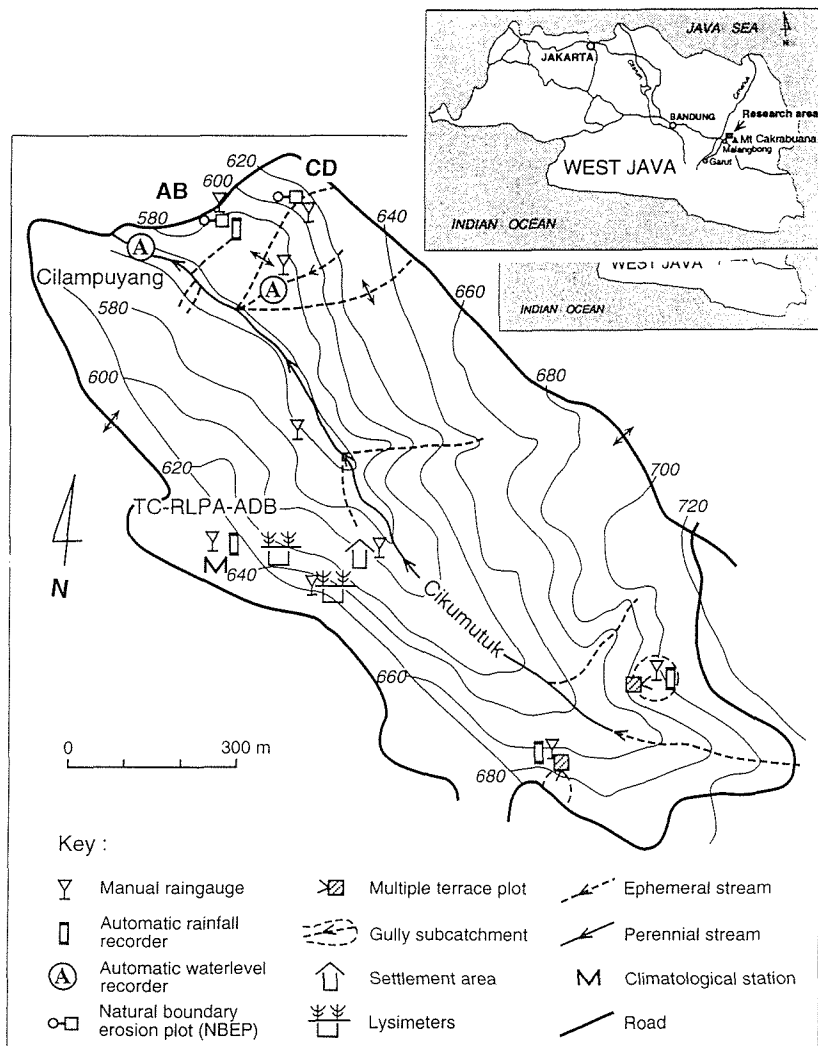 JAVA SEA
N
JAKARTA
Citarum
BANDUNG
Research area
Mt Cakrabuana
Malangbong
Garut
WEST JAVA
INDIAN OCEAN
WEST JAVA
INDIAN OCEAN
620
600
CD
AB
580
640
A
A
Cilampuyang
580
660
600
680
620
700
TC-RLPA-ADB
720
640
N
Cikumutuk
660
680
0 300 m
Key :
Manual raingauge
Multiple terrace plot
Ephemeral stream
Automatic rainfall
recorder
Gully subcatchment
Perennial stream
A
Automatic waterlevel
recorder
Settlement area
Climatological station
Natural boundary
erosion plot (NBEP)
Lysimeters
Road